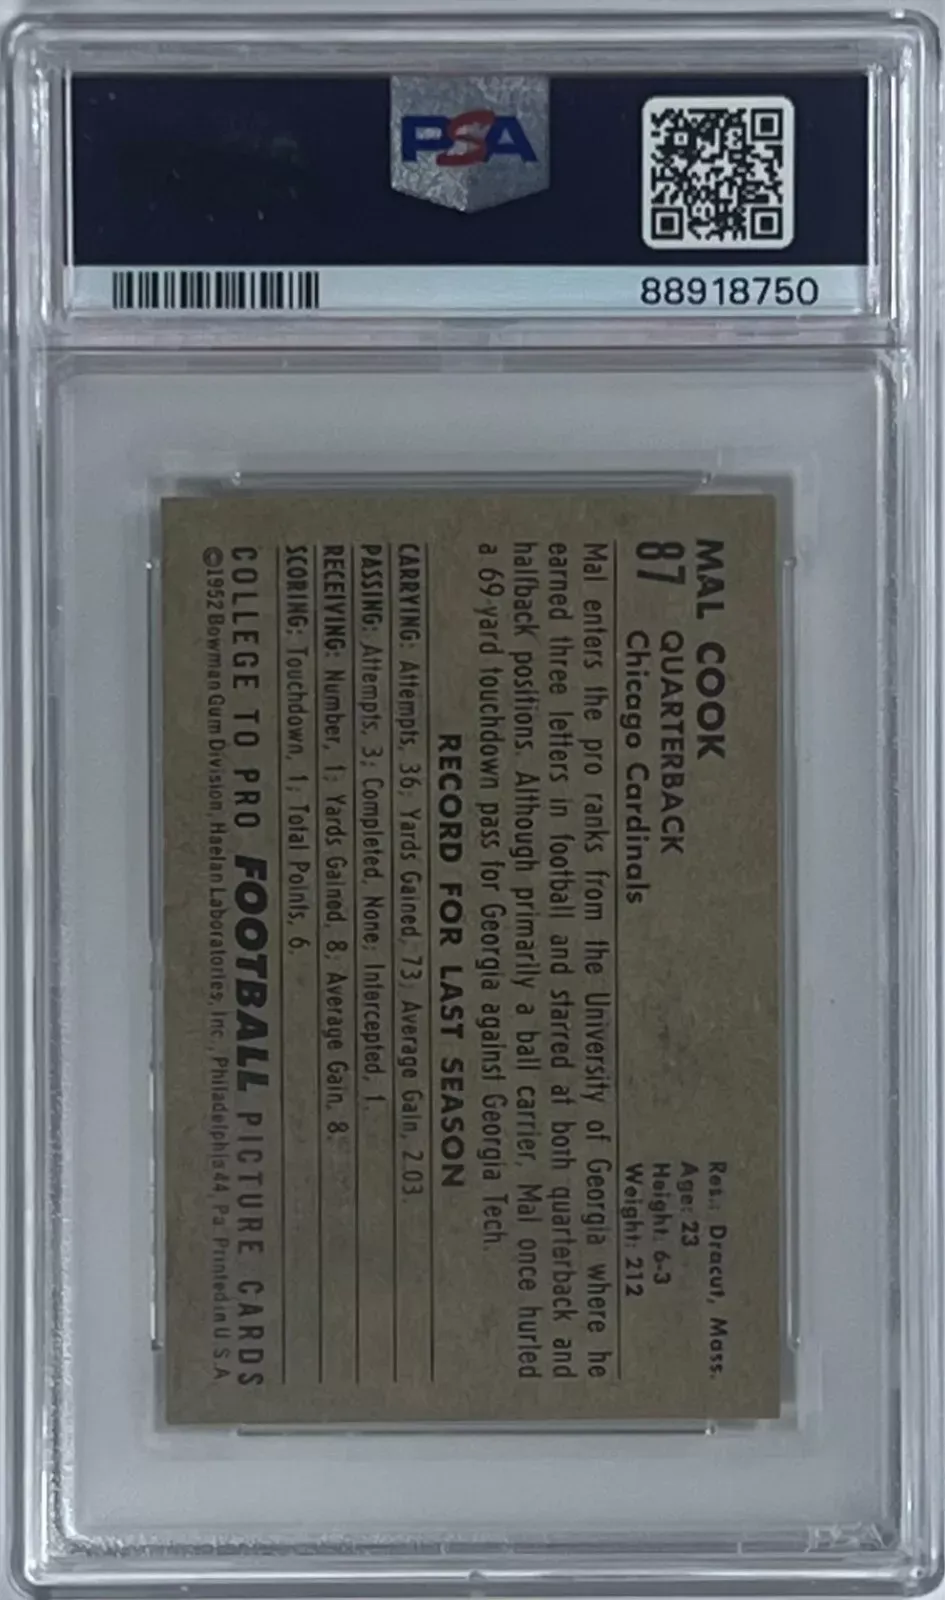 PSA
88918750
MAL COOK
87 QUARTERBACK
Chicago Cardinals
Res.: Dracut, Mass.
Age: 23
Height: 6-3
Weight: 212
Mal enters the pro ranks from the University of Georgia where he
earned three letters in football and starred at both quarterback and
halfback positions. Although primarily a ball carrier, Mal once hurled
a 69-yard touchdown pass for Georgia against Georgia Tech.
RECORD FOR LAST SEASON
CARRYING: Attempts, 36; Yards Gained, 73; Average Gain, 2.03.
PASSING: Attempts, 3; Completed, None; Intercepted, 1.
RECEIVING: Number, 1; Yards Gained, 8; Average Gain, 8.
SCORING: Touchdown, 1; Total Points, 6.
COLLEGE TO PRO FOOTBALL PICTURE CARDS
©1952 Bowman Gum Division, Haelan Laboratories, Inc., Philadelphia 44, Pa. Printed in U.S.A.
PSA